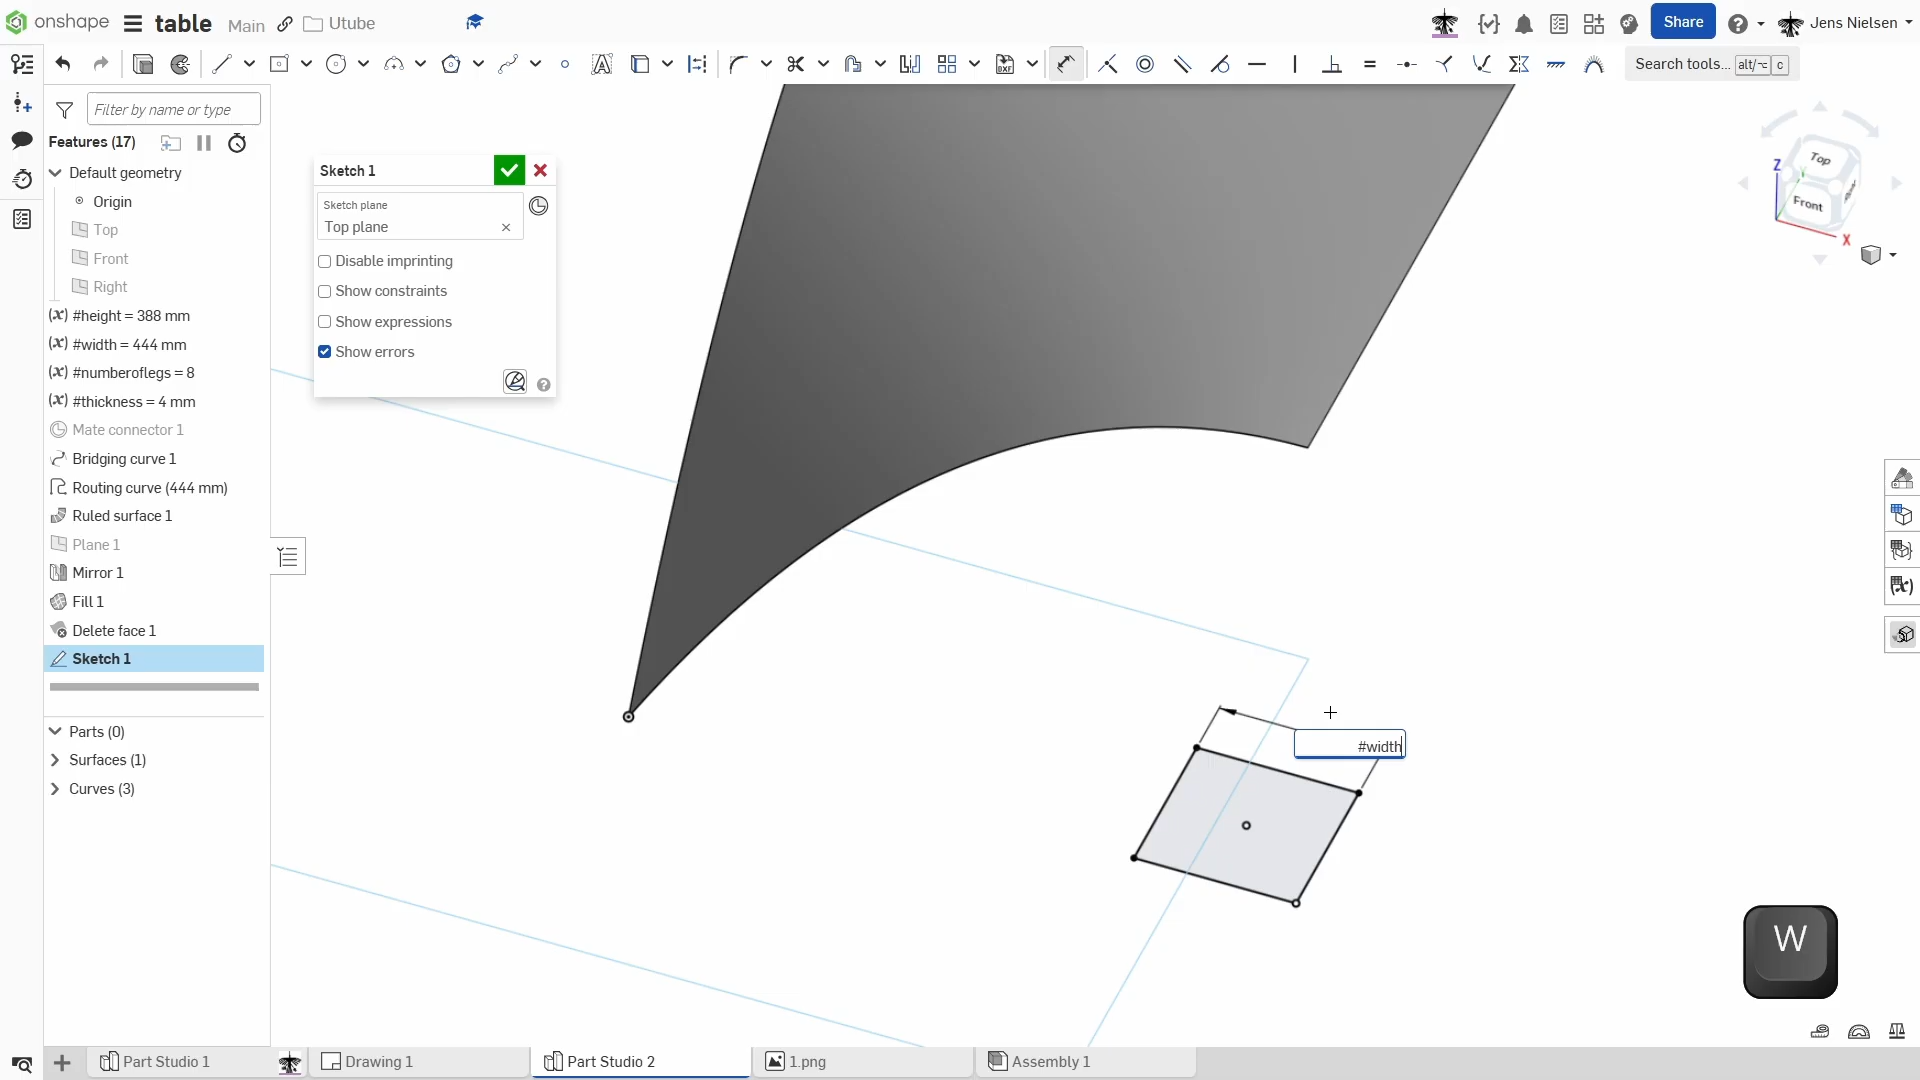 onshape
table
Main
Utube
Share
Jens Nielsen
Search tools... alt/⌥ c
Filter by name or type
Features (17)
Default geometry
Origin
Top
Front
Right
(x) #height = 388 mm
(x) #width = 444 mm
(x) #numberoflegs = 8
(x) #thickness = 4 mm
Mate connector 1
Bridging curve 1
Routing curve (444 mm)
Ruled surface 1
Plane 1
Mirror 1
Fill 1
Delete face 1
Sketch 1
Parts (0)
Surfaces (1)
Curves (3)
Sketch 1
Sketch plane
Top plane
Disable imprinting
Show constraints
Show expressions
Show errors
#width
Z
Top
Y
Front
X
W
Part Studio 1
Drawing 1
Part Studio 2
1.png
Assembly 1